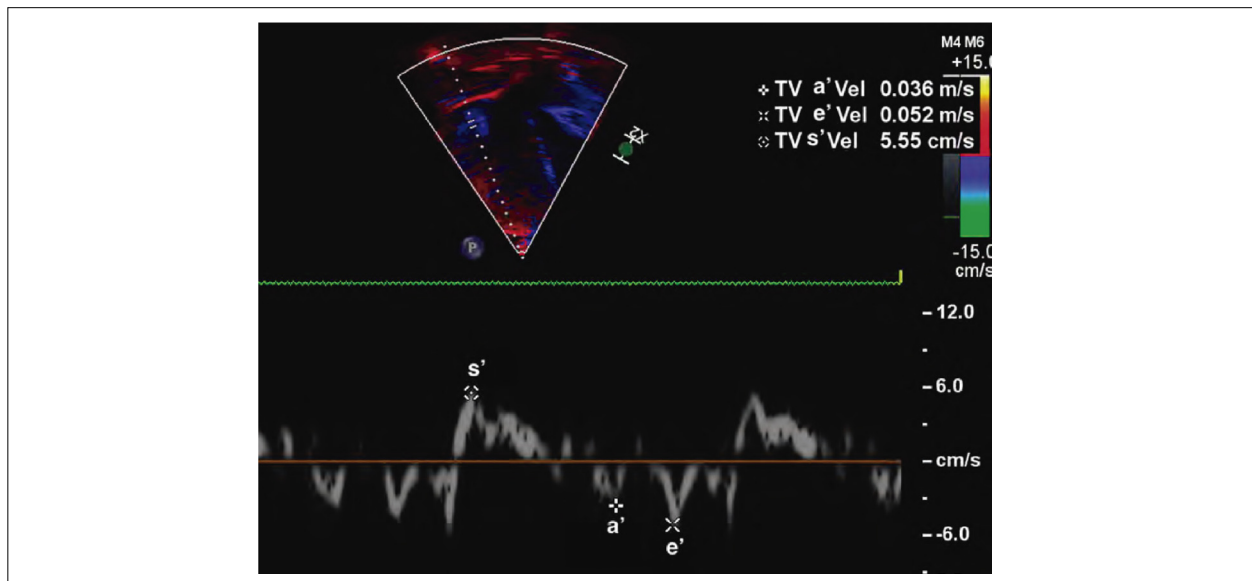 M4 M6
+15.0
TV a' Vel 0.036 m/s
TV e' Vel 0.052 m/s
TV s' Vel 5.55 cm/s
P
-15.0
cm/s
12.0
s'
6.0
cm/s
a'
e'
-6.0